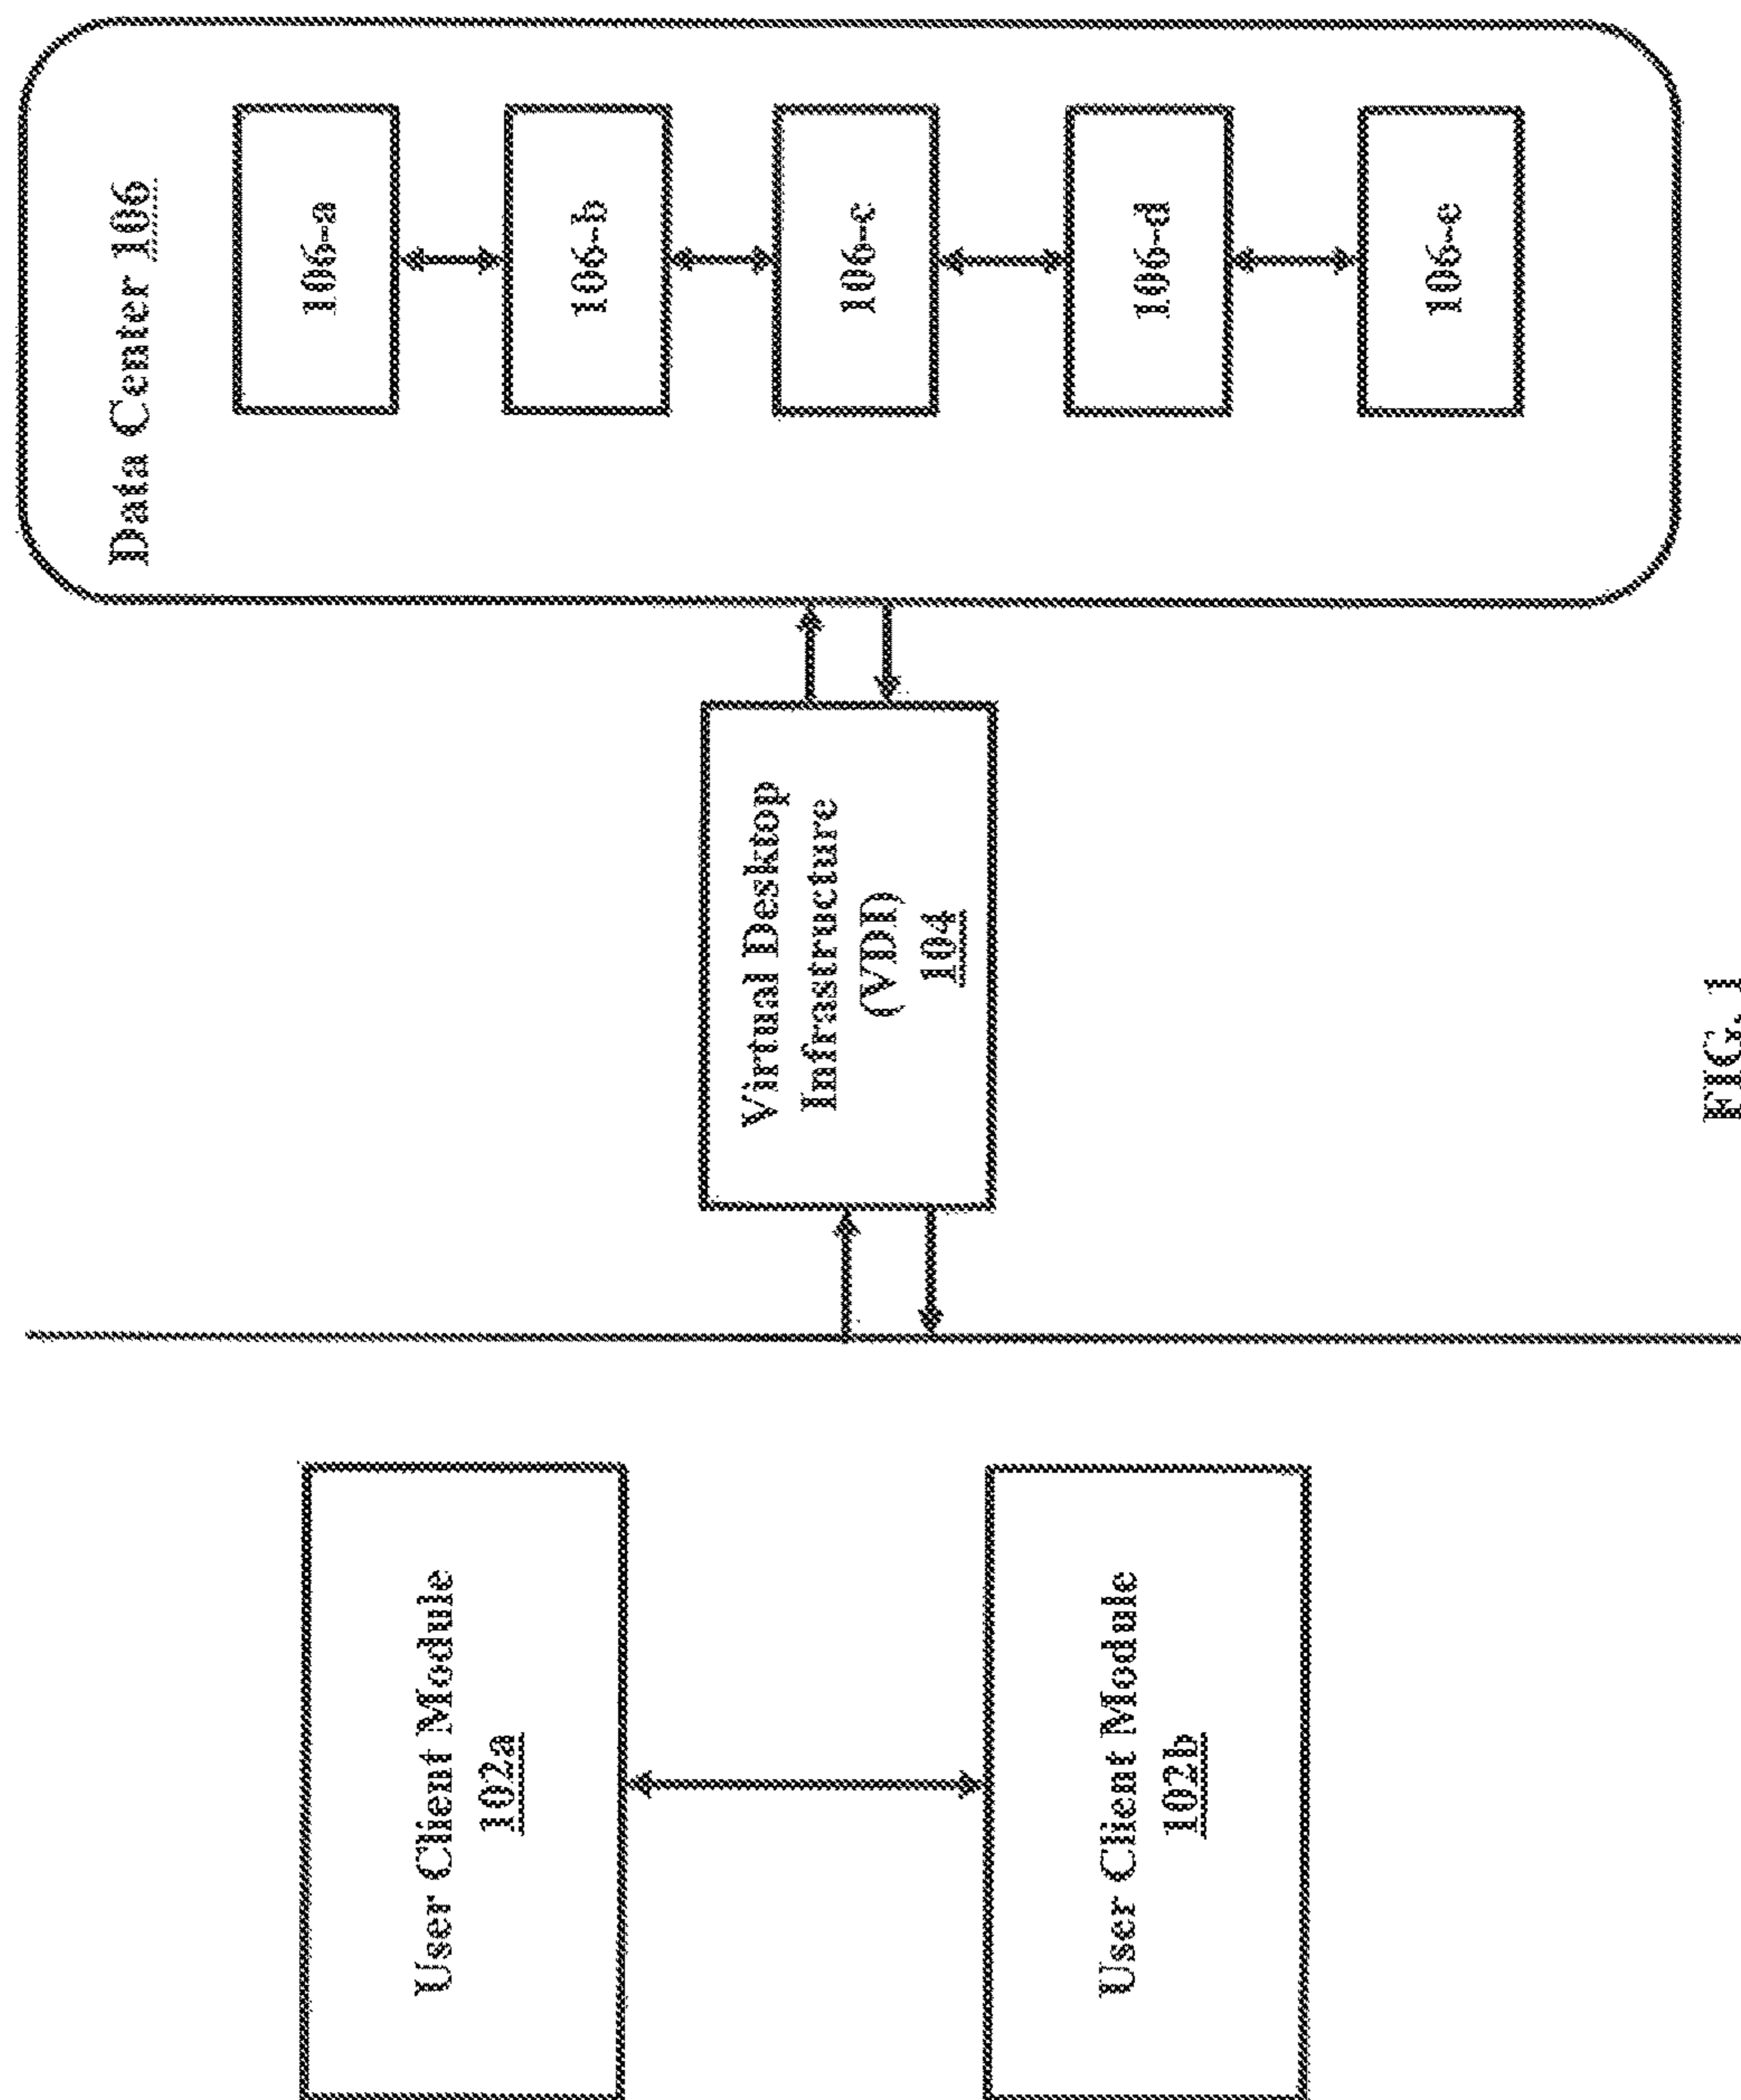 User Client Module
102a
User Client Module
102b
Virtual Desktop
Infrastructure
(VDI)
104
Data Center 106
106-a
106-b
106-c
106-d
106-e
FIG. 1